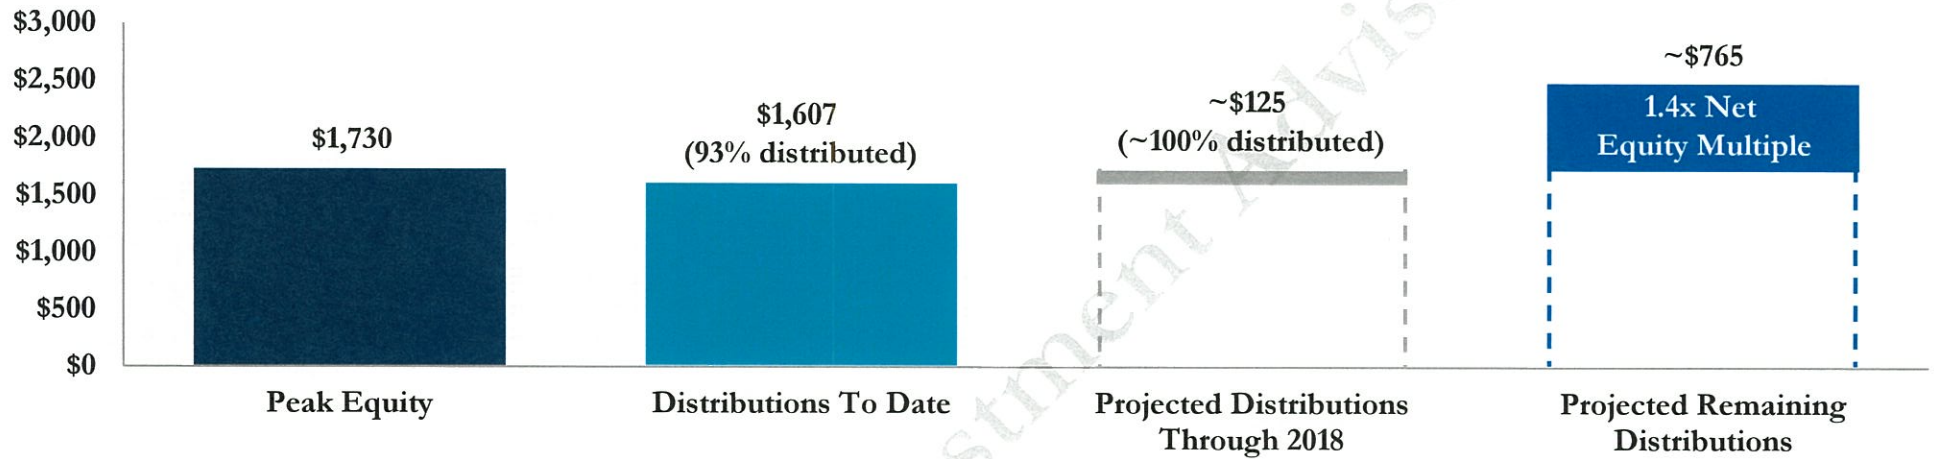 $3,000
$2,500
$2,000
$1,500
$1,000
$500
$0
$1,730
$1,607
(93% distributed)
~$125
(~100% distributed)
~$765
1.4x Net
Equity Multiple
Peak Equity
Distributions To Date
Projected Distributions
Through 2018
Projected Remaining
Distributions